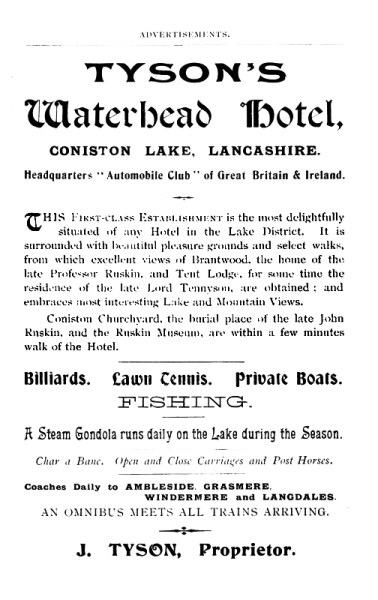 ADVERTISEMENTS.
TYSON'S
Waterhead Hotel,
CONISTON LAKE, LANCASHIRE.
Headquarters "Automobile Club" of Great Britain & Ireland.
THIS FIRST-CLASS ESTABLISHMENT is the most delightfully
situated of any Hotel in the Lake District. It is
surrounded with beautiful pleasure grounds and select walks,
from which excellent views of Brantwood, the home of the
late Professor Ruskin, and Tent Lodge, for some time the
residence of the late Lord Tennyson, are obtained; and
embraces most interesting Lake and Mountain Views.
Coniston Churchyard, the burial place of the late John
Ruskin, and the Ruskin Museum, are within a few minutes
walk of the Hotel.
Billiards. Lawn Tennis. Private Boats.
FISHING.
A Steam Gondola runs daily on the Lake during the Season.
Char a Banc. Open and Close Carriages and Post Horses.
Coaches Daily to AMBLESIDE, GRASMERE,
WINDERMERE and LANGDALES.
AN OMNIBUS MEETS ALL TRAINS ARRIVING.
J. TYSON, Proprietor.